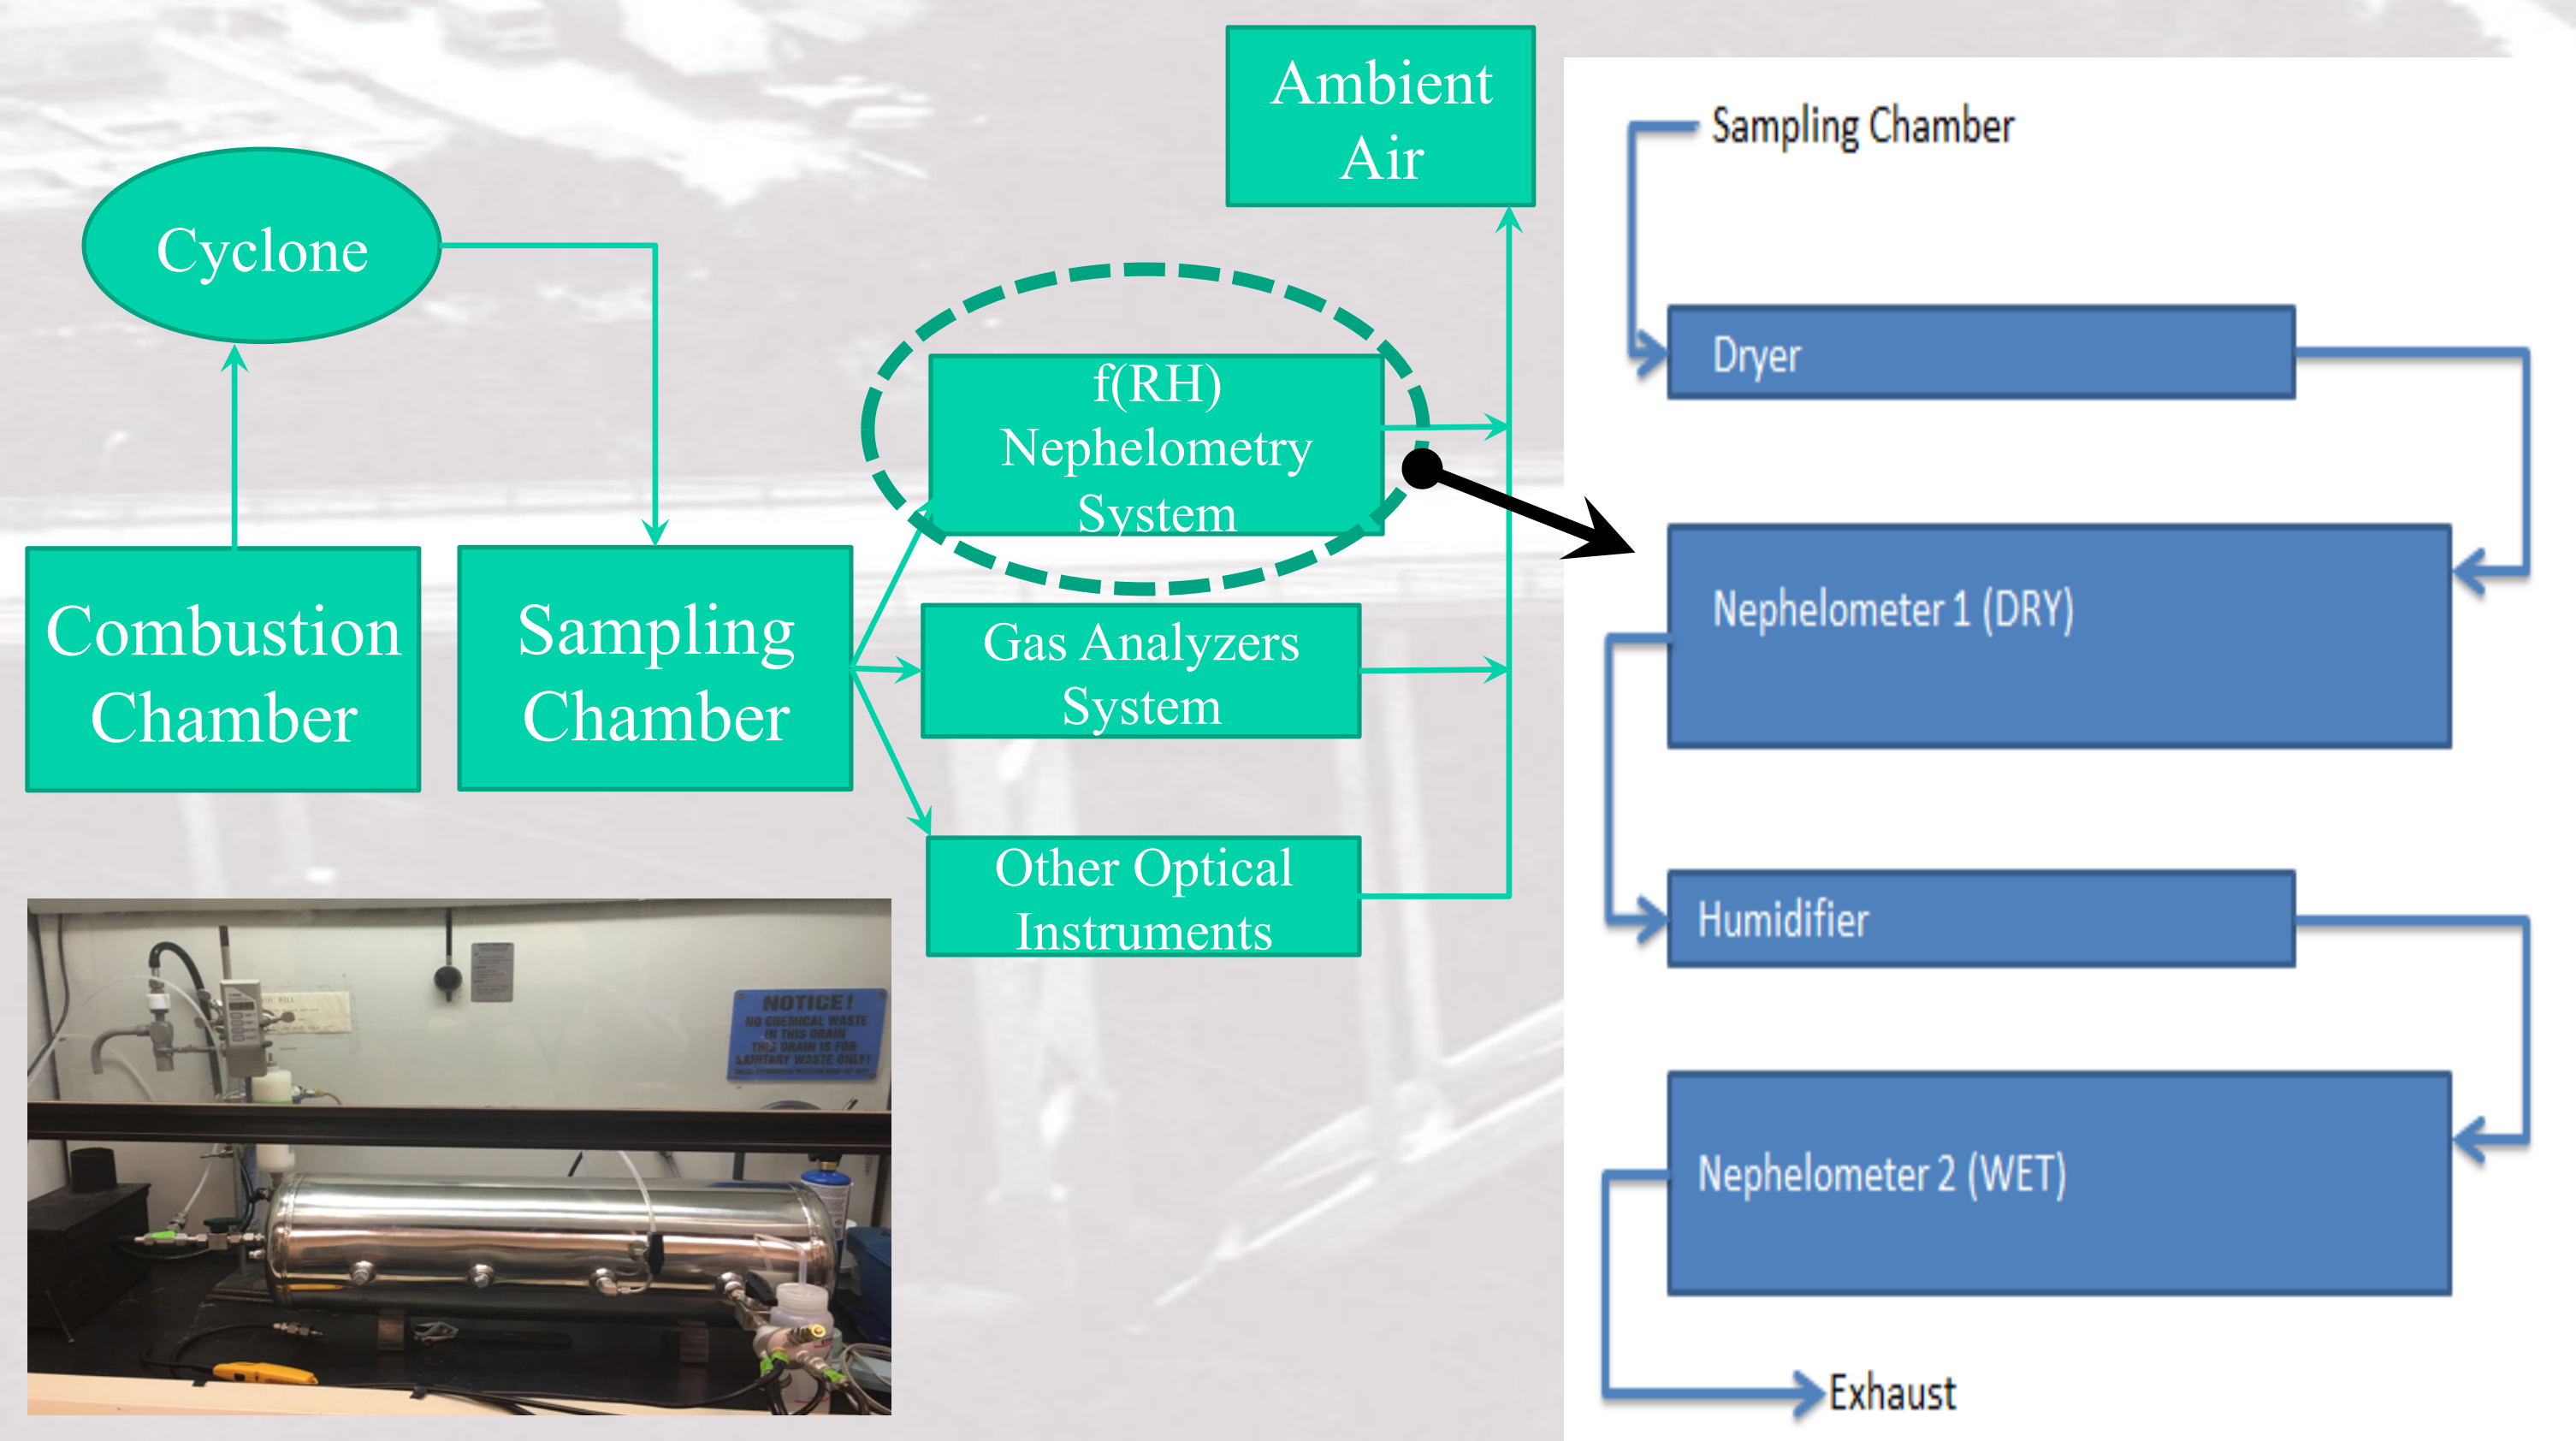 Ambient
Air
Cyclone
f(RH)
Nephelometry
System
Combustion
Chamber
Sampling
Chamber
Gas Analyzers
System
Other Optical
Instruments
NOTICE!
NO CHEMICAL WASTE
IN THIS DRAIN
THIS DRAIN IS FOR
SANITARY WASTE ONLY!
Sampling Chamber
Dryer
Nephelometer 1 (DRY)
Humidifier
Nephelometer 2 (WET)
Exhaust